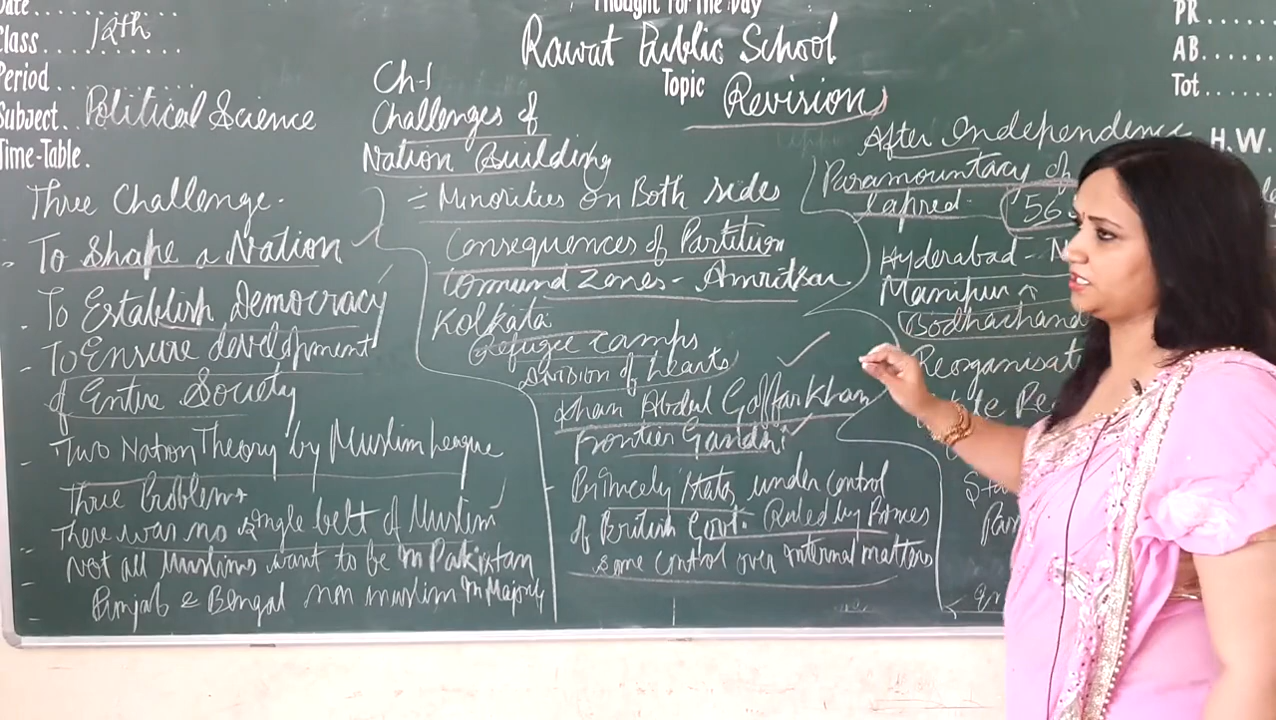 Date
Class 12th
Period
Subject Political Science
Time-Table.
Thought For The Day
Rawat Public School
Topic Revision
PR
AB
Tot
H.W.
Ch-1
Challenges of
Nation Building
Three Challenge.
To Shape a Nation
To Establish Democracy
To Ensure development
of Entire Society
Two Nation Theory by Muslim League
Three Problems
There was no single belt of Muslim
Not all Muslims want to be in Pakistan
Punjab & Bengal non muslim in Majority
= Minorities on Both sides
Consequences of Partition
Zones - Amritsar
Kolkata
Refugee camps
Division of hearts
Khan Abdul Gaffar Khan
Frontier Gandhi
Princely States under control
of British Govt. Ruled by Princes
some control over internal matters
After Independence
Paramountacy of
lapsed. 565
Hyderabad - N
Manipur
Bodhachand
Reorganisati